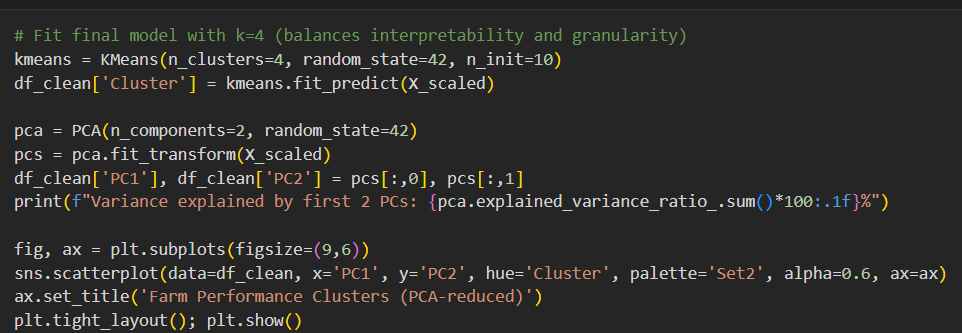 # Fit final model with k=4 (balances interpretability and granularity)
kmeans = KMeans(n_clusters=4, random_state=42, n_init=10)
df_clean['Cluster'] = kmeans.fit_predict(X_scaled)

pca = PCA(n_components=2, random_state=42)
pcs = pca.fit_transform(X_scaled)
df_clean['PC1'], df_clean['PC2'] = pcs[:,0], pcs[:,1]
print(f"Variance explained by first 2 PCs: {pca.explained_variance_ratio_.sum()*100:.1f}%")

fig, ax = plt.subplots(figsize=(9,6))
sns.scatterplot(data=df_clean, x='PC1', y='PC2', hue='Cluster', palette='Set2', alpha=0.6, ax=ax)
ax.set_title('Farm Performance Clusters (PCA-reduced)')
plt.tight_layout(); plt.show()